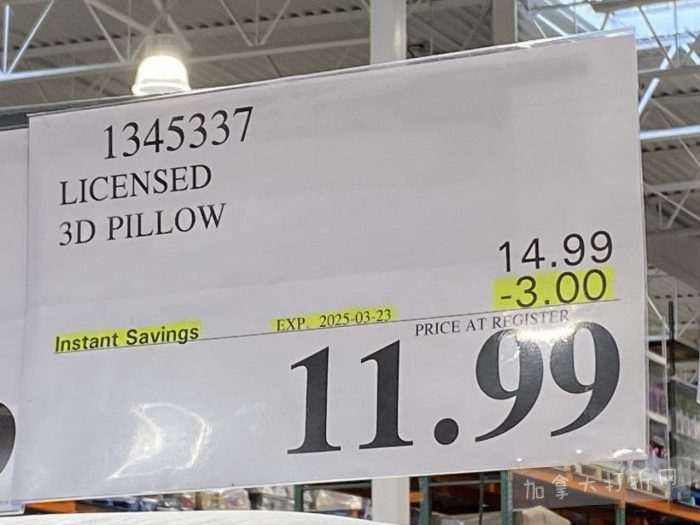 1345337
LICENSED
3D PILLOW
14.99
-3.00
Instant Savings
EXP. 2025-03-23
PRICE AT REGISTER
11.99
加拿大打折网